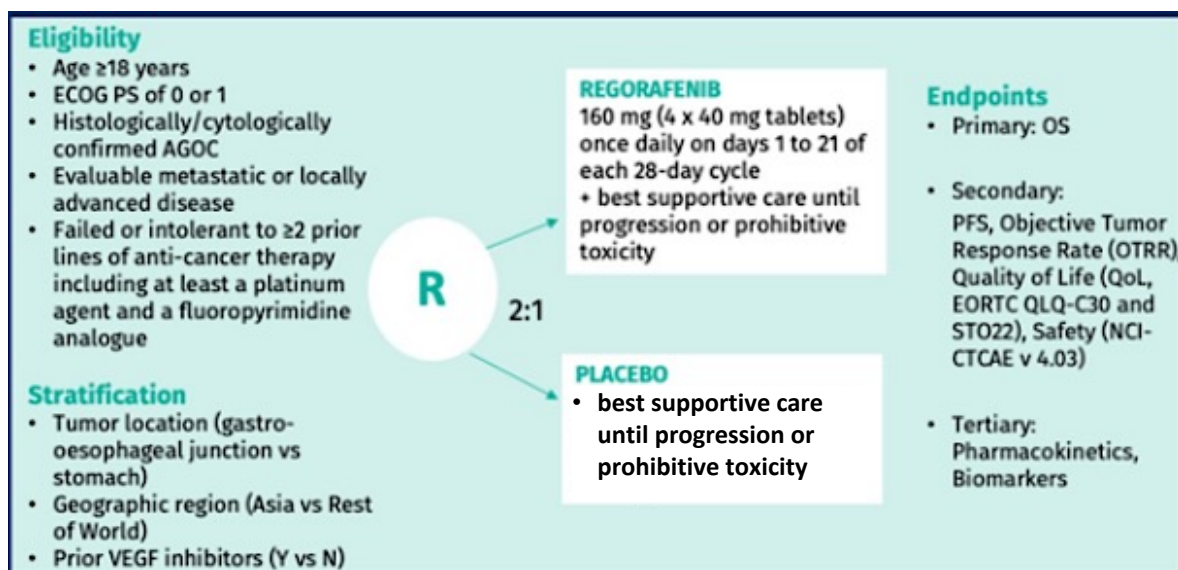 Eligibility
• Age ≥18 years
• ECOG PS of 0 or 1
• Histologically/cytologically
confirmed AGOC
• Evaluable metastatic or locally
advanced disease
• Failed or intolerant to ≥2 prior
lines of anti-cancer therapy
including at least a platinum
agent and a fluoropyrimidine
analogue
Stratification
• Tumor location (gastro-
oesophageal junction vs
stomach)
• Geographic region (Asia vs Rest
of World)
• Prior VEGF inhibitors (Y vs N)
R
2:1
REGORAFENIB
160 mg (4 x 40 mg tablets)
once daily on days 1 to 21 of
each 28-day cycle
+ best supportive care until
progression or prohibitive
toxicity
PLACEBO
• best supportive care
until progression or
prohibitive toxicity
Endpoints
• Primary: OS
• Secondary:
PFS, Objective Tumor
Response Rate (OTRR),
Quality of Life (QoL,
EORTC QLQ-C30 and
STO22), Safety (NCI-
CTCAE v 4.03)
• Tertiary:
Pharmacokinetics,
Biomarkers